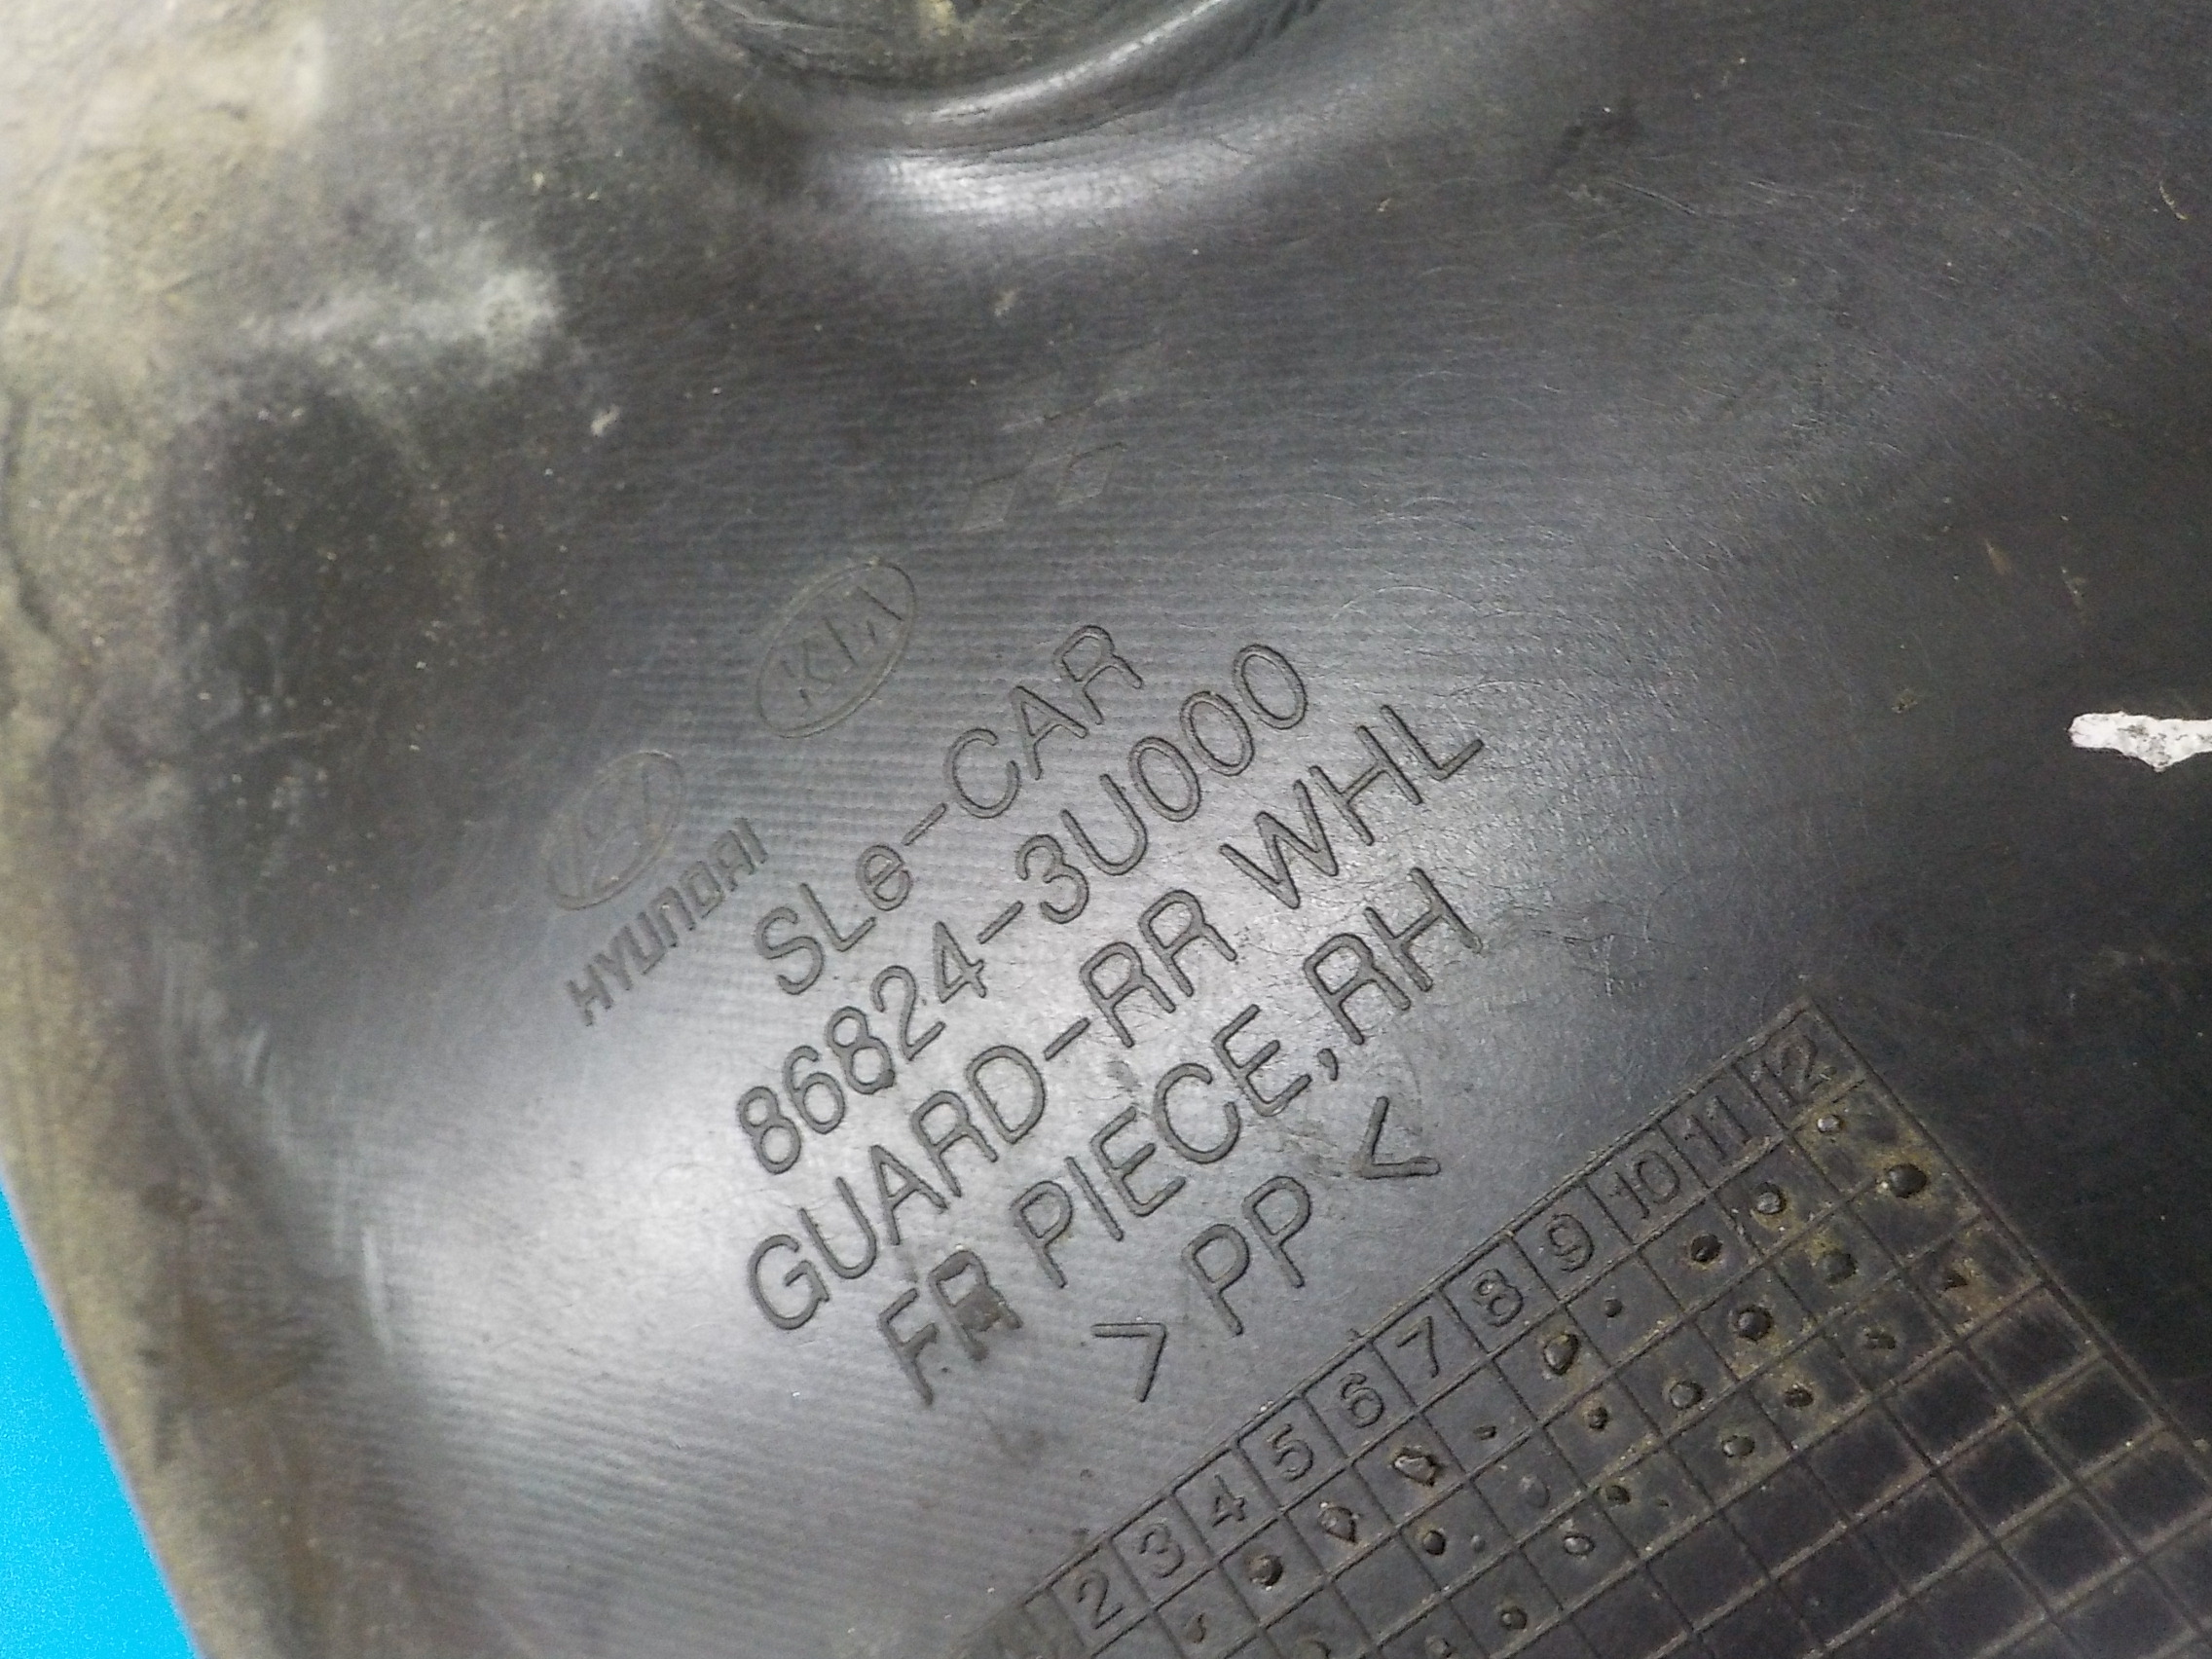 KIA
HYUNDAI
SLe-CAR
86824-3U000
GUARD-RR WHL
FR PIECE,RH
>PP<
2 3 4 5 6 7 8 9 10 11 12